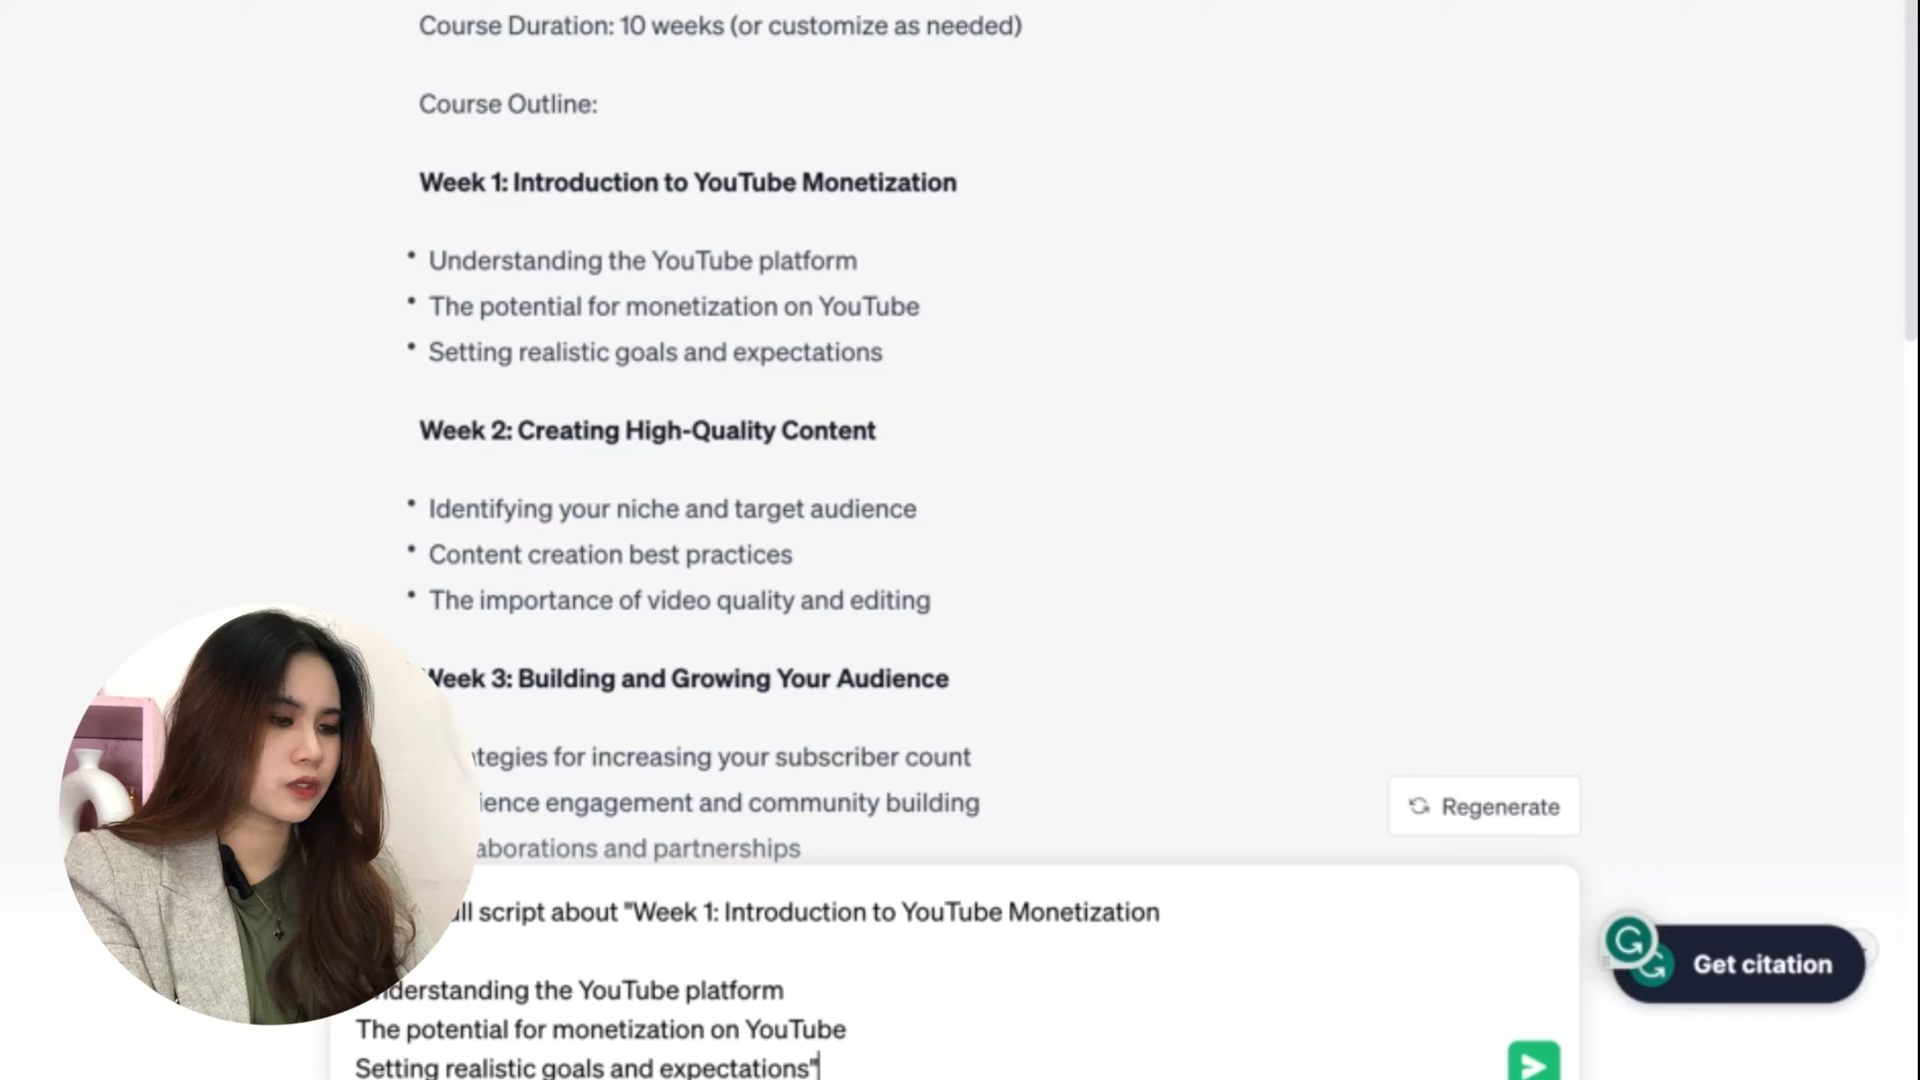 Course Duration: 10 weeks (or customize as needed)
Course Outline:
Week 1: Introduction to YouTube Monetization
• Understanding the YouTube platform
• The potential for monetization on YouTube
• Setting realistic goals and expectations
Week 2: Creating High-Quality Content
• Identifying your niche and target audience
• Content creation best practices
• The importance of video quality and editing
Week 3: Building and Growing Your Audience
tegies for increasing your subscriber count
ience engagement and community building
aborations and partnerships
Regenerate
ll script about "Week 1: Introduction to YouTube Monetization
nderstanding the YouTube platform
The potential for monetization on YouTube
Setting realistic goals and expectations"
Get citation